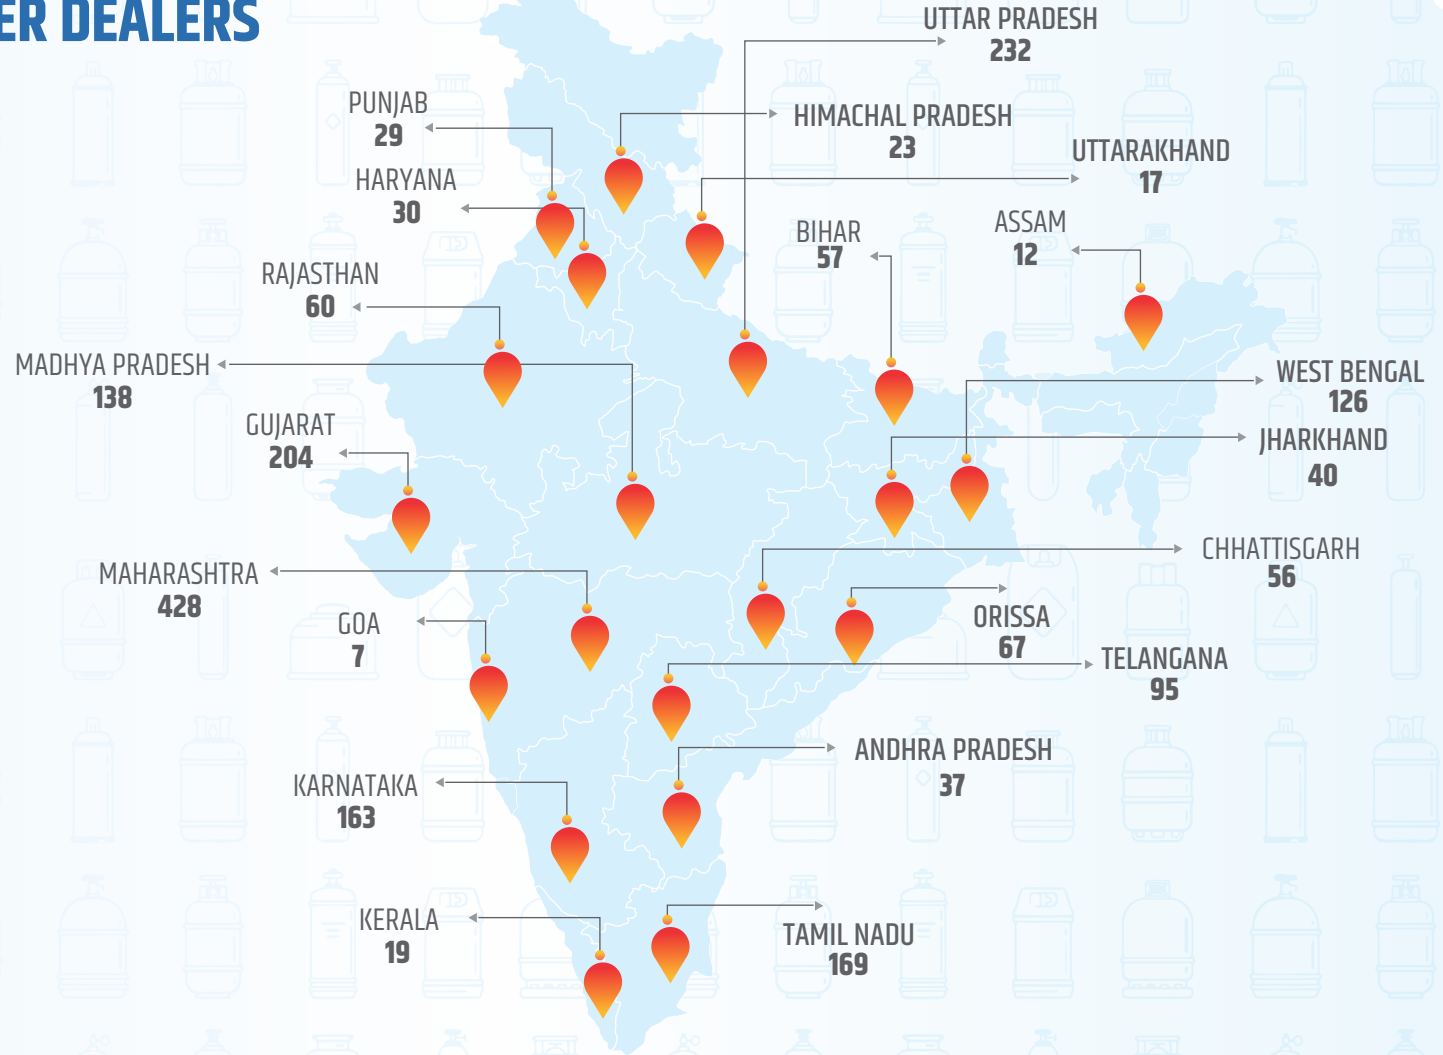 ER DEALERS
UTTAR PRADESH
232
PUNJAB
29
HIMACHAL PRADESH
23
UTTARAKHAND
17
HARYANA
30
ASSAM
12
BIHAR
57
RAJASTHAN
60
MADHYA PRADESH
138
WEST BENGAL
126
GUJARAT
204
JHARKHAND
40
CHHATTISGARH
56
MAHARASHTRA
428
ORISSA
67
GOA
7
TELANGANA
95
ANDHRA PRADESH
37
KARNATAKA
163
KERALA
19
TAMIL NADU
169